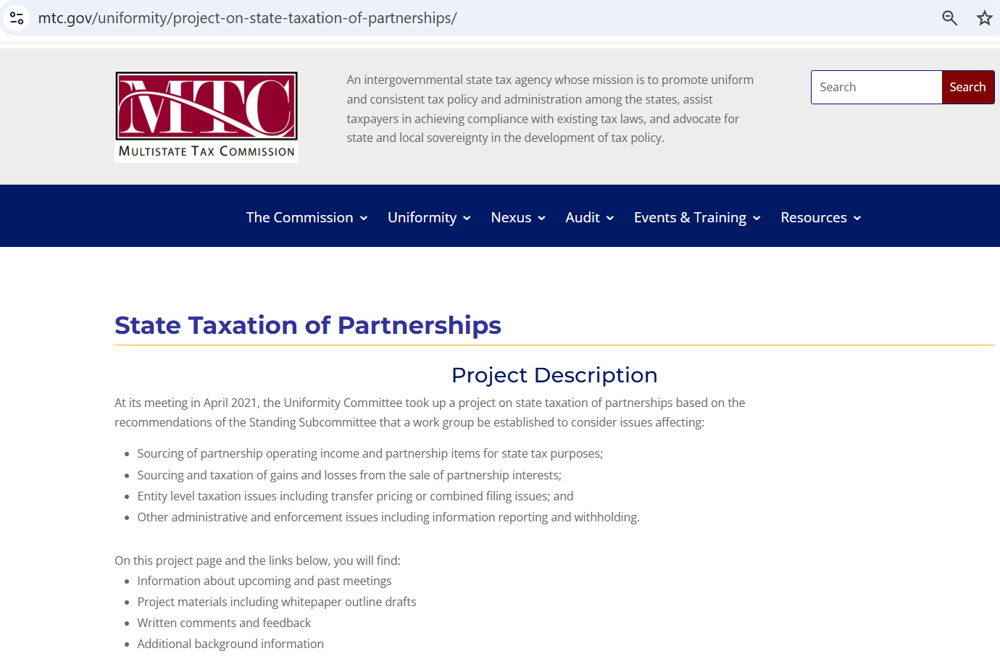 mtc.gov/uniformity/project-on-state-taxation-of-partnerships/
MTC
MULTISTATE TAX COMMISSION
An intergovernmental state tax agency whose mission is to promote uniform
and consistent tax policy and administration among the states, assist
taxpayers in achieving compliance with existing tax laws, and advocate for
state and local sovereignty in the development of tax policy.
Search Search
The Commission Uniformity Nexus Audit Events & Training Resources
State Taxation of Partnerships
Project Description
At its meeting in April 2021, the Uniformity Committee took up a project on state taxation of partnerships based on the
recommendations of the Standing Subcommittee that a work group be established to consider issues affecting:
• Sourcing of partnership operating income and partnership items for state tax purposes;
• Sourcing and taxation of gains and losses from the sale of partnership interests;
• Entity level taxation issues including transfer pricing or combined filing issues; and
• Other administrative and enforcement issues including information reporting and withholding.
On this project page and the links below, you will find:
• Information about upcoming and past meetings
• Project materials including whitepaper outline drafts
• Written comments and feedback
• Additional background information